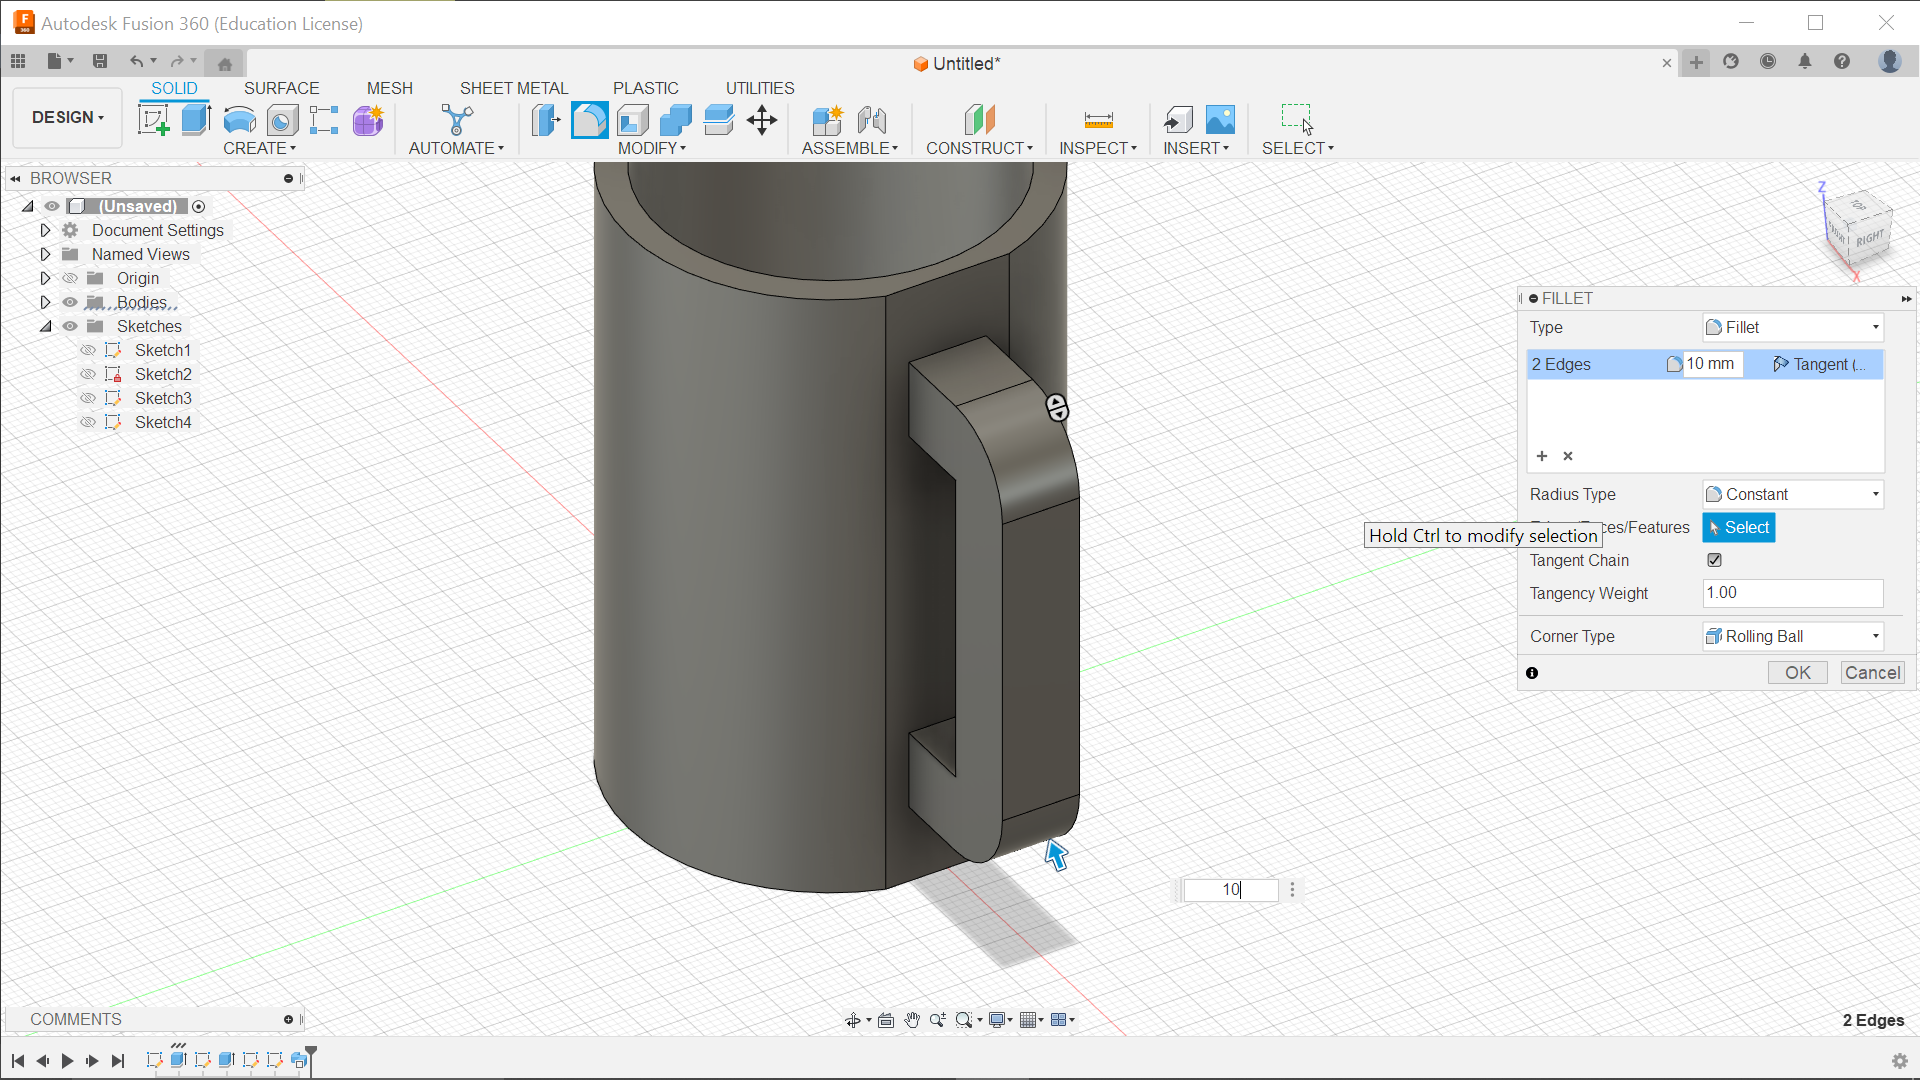 Autodesk Fusion 360 (Education License)
Untitled*
SOLID SURFACE MESH SHEET METAL PLASTIC UTILITIES
DESIGN
CREATE AUTOMATE MODIFY ASSEMBLE CONSTRUCT INSPECT INSERT SELECT
BROWSER
(Unsaved)
Document Settings
Named Views
Origin
Bodies
Sketches
Sketch1
Sketch2
Sketch3
Sketch4
Z
TOP
RIGHT
X
FILLET
Type Fillet
2 Edges 10 mm Tangent (...
Radius Type Constant
ces/Features Select
Hold Ctrl to modify selection
Tangent Chain
Tangency Weight 1.00
Corner Type Rolling Ball
OK Cancel
10
COMMENTS
2 Edges